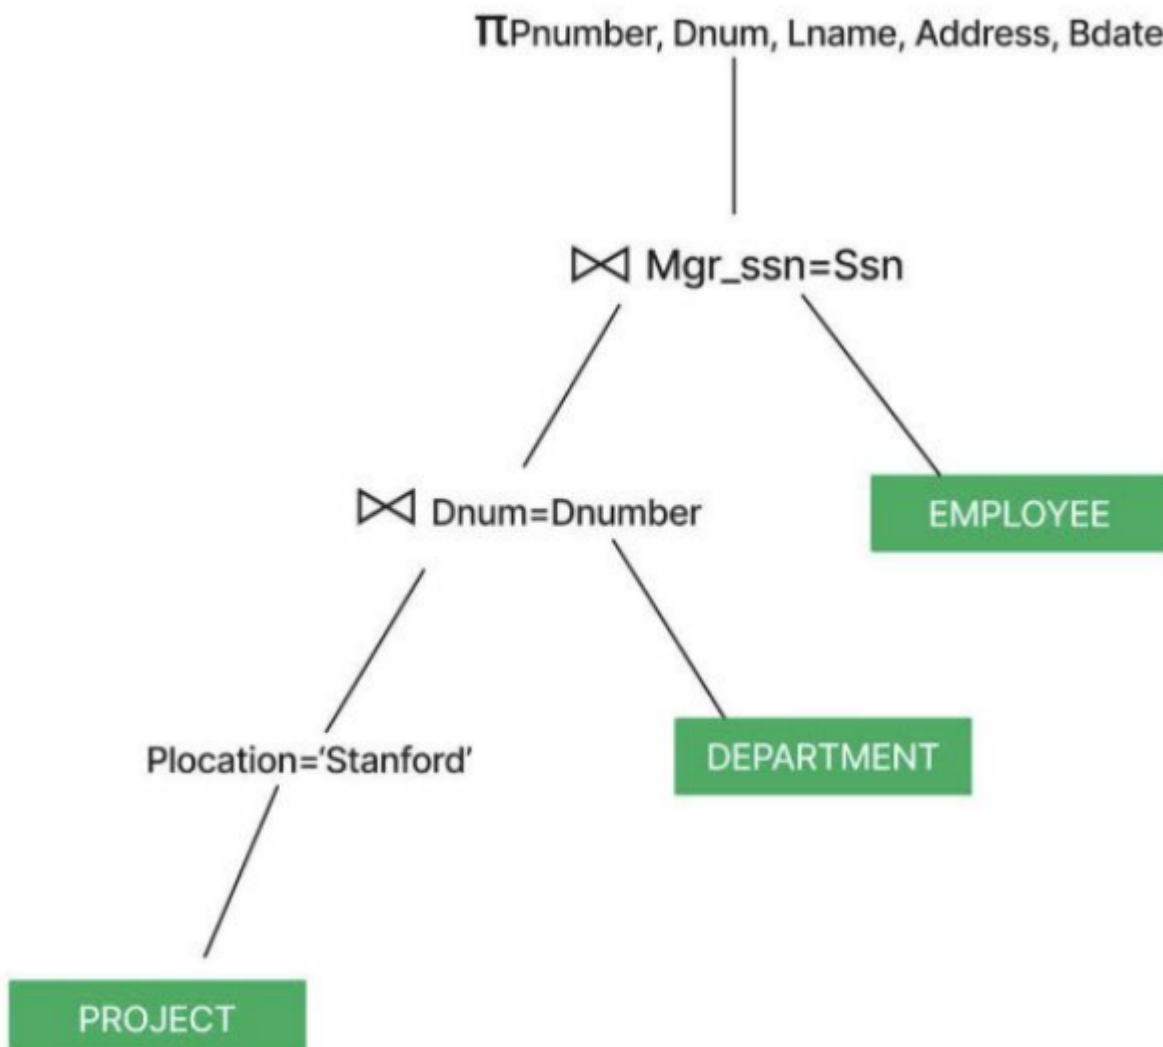 πPnumber, Dnum, Lname, Address, Bdate
⋈ Mgr_ssn=Ssn
⋈ Dnum=Dnumber
EMPLOYEE
Plocation=‘Stanford’
DEPARTMENT
PROJECT